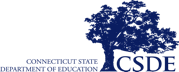 CONNECTICUT STATE
DEPARTMENT OF EDUCATION
CSDE